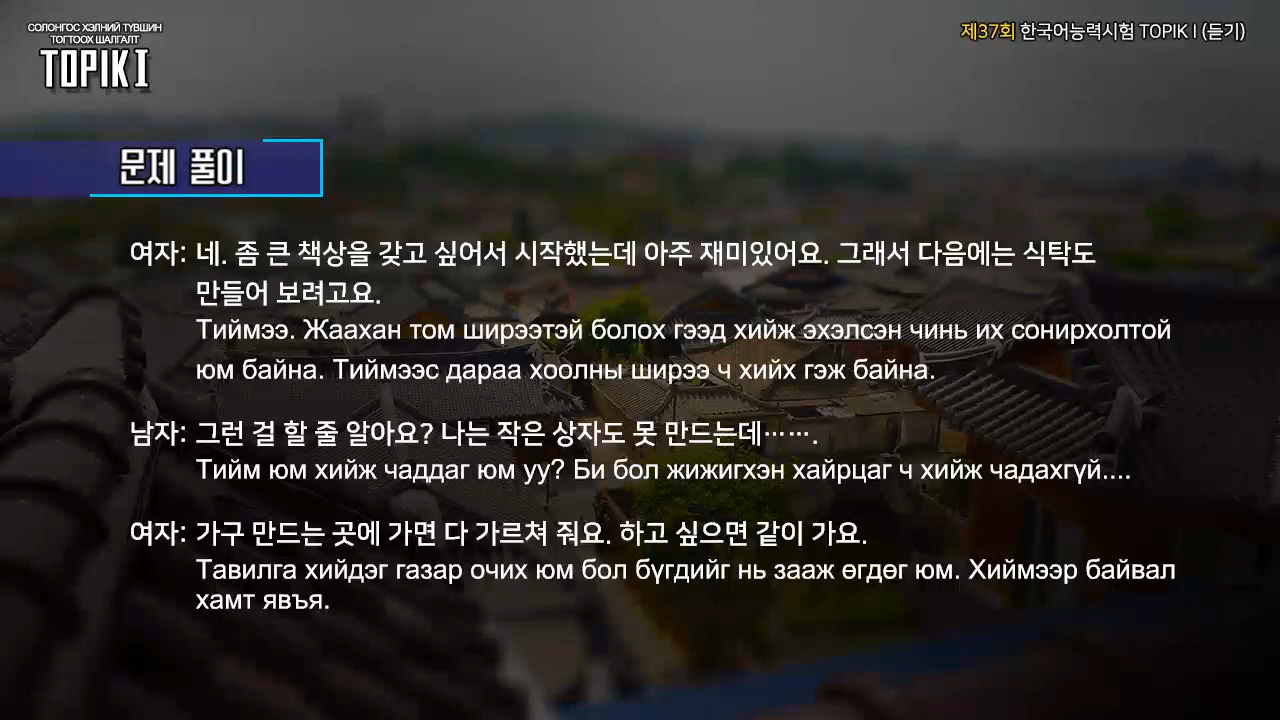 СОЛОНГОС ХЭЛНИЙ ТҮВШИН
ТОГТООХ ШАЛГАЛТ
TOPIK I
제37회 한국어능력시험 TOPIK I (듣기)
문제 풀이
여자: 네. 좀 큰 책상을 갖고 싶어서 시작했는데 아주 재미있어요. 그래서 다음에는 식탁도
만들어 보려고요.
Тиймээ. Жаахан том ширээтэй болох гээд хийж эхэлсэн чинь их сонирхолтой
юм байна. Тиймээс дараа хоолны ширээ ч хийх гэж байна.
남자: 그런 걸 할 줄 알아요? 나는 작은 상자도 못 만드는데…….
Тийм юм хийж чаддаг юм уу? Би бол жижигхэн хайрцаг ч хийж чадахгүй....
여자: 가구 만드는 곳에 가면 다 가르쳐 줘요. 하고 싶으면 같이 가요.
Тавилга хийдэг газар очих юм бол бүгдийг нь зааж өгдөг юм. Хиймээр байвал
хамт явъя.